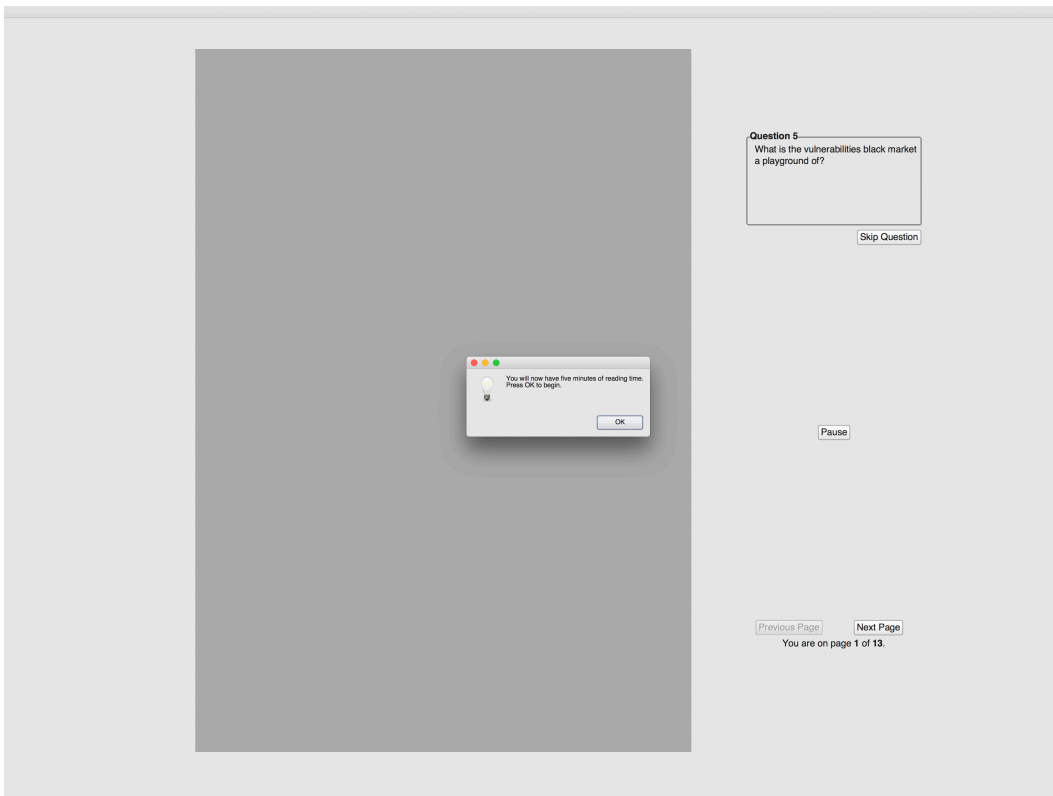 Question 5
What is the vulnerabilities black market
a playground of?
Skip Question
You will now have five minutes of reading time.
Press OK to begin.
OK
Pause
Previous Page
Next Page
You are on page 1 of 13.